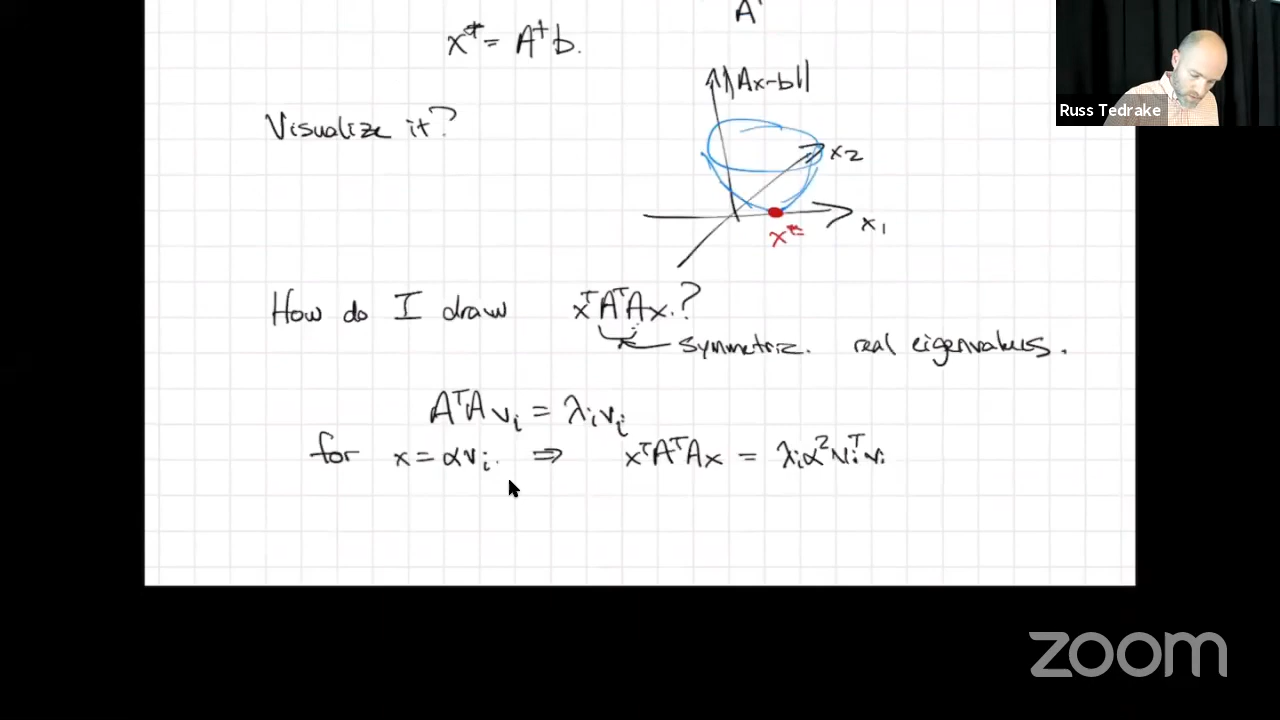 A†
x* = A†b.
||Ax-b||
Visualize it?
x₂
x₁
x*
How do I draw xᵀAᵀAx.?
symmetric. real eigenvalues.
AᵀAvᵢ = λᵢvᵢ
for x = αvᵢ. ⇒ xᵀAᵀAx = λᵢα²vᵢᵀvᵢ
Russ Tedrake
zoom